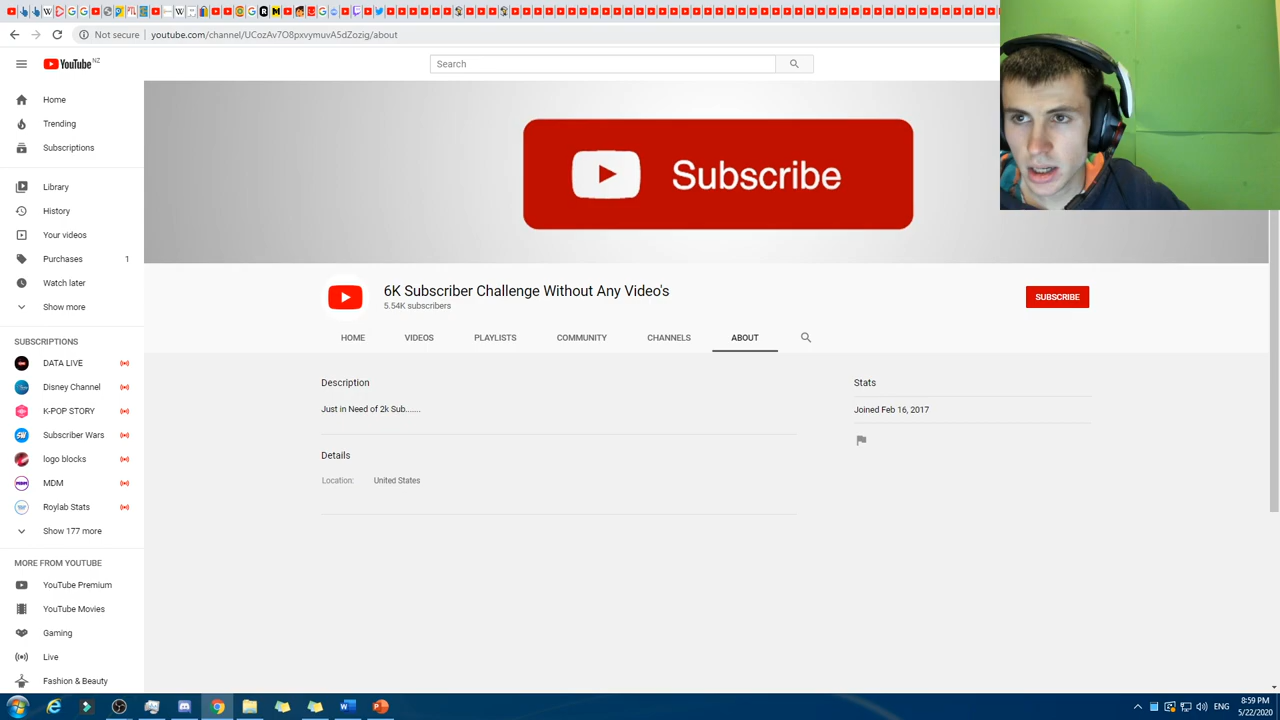 Not secure
youtube.com/channel/UCozAv7O8pxvymuvA5dZozig/about
YouTube NZ
Search
Home
Trending
Subscriptions
Library
History
Your videos
Purchases 1
Watch later
Show more
SUBSCRIPTIONS
DATA LIVE
Disney Channel
K-POP STORY
Subscriber Wars
logo blocks
MDM
Roylab Stats
Show 177 more
MORE FROM YOUTUBE
YouTube Premium
YouTube Movies
Gaming
Live
Fashion & Beauty
Subscribe
6K Subscriber Challenge Without Any Video's
5.54K subscribers
SUBSCRIBE
HOME VIDEOS PLAYLISTS COMMUNITY CHANNELS ABOUT
Description
Just in Need of 2k Sub.......
Details
Location: United States
Stats
Joined Feb 16, 2017
ENG
8:59 PM
5/22/2020